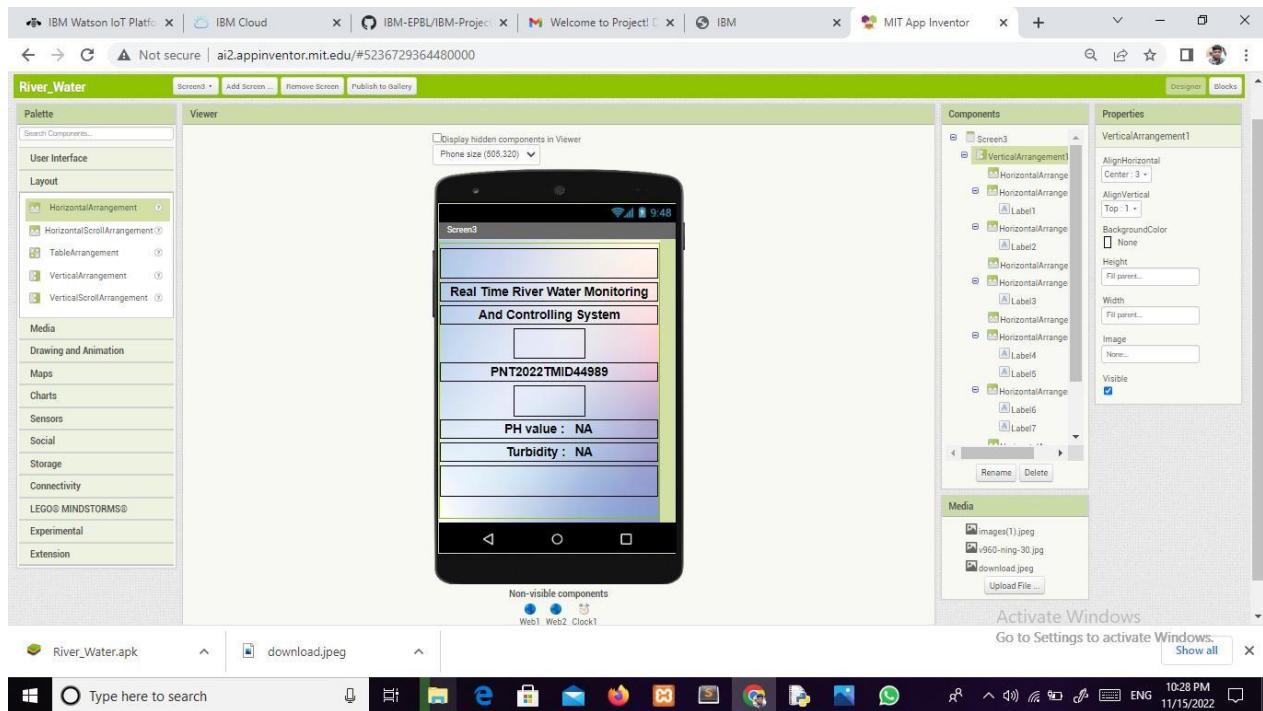 IBM Watson IoT Platfo
IBM Cloud
IBM-EPBL/IBM-Project
Welcome to Project! D
IBM
MIT App Inventor
Not secure
ai2.appinventor.mit.edu/#5236729364480000
River_Water
Screen3
Add Screen ...
Remove Screen
Publish to Gallery
Designer
Blocks
Palette
Search Components...
User Interface
Layout
HorizontalArrangement
HorizontalScrollArrangement
TableArrangement
VerticalArrangement
VerticalScrollArrangement
Media
Drawing and Animation
Maps
Charts
Sensors
Social
Storage
Connectivity
LEGO® MINDSTORMS®
Experimental
Extension
Viewer
Display hidden components in Viewer
Phone size (505,320)
9:48
Screen3
Real Time River Water Monitoring
And Controlling System
PNT2022TMID44989
PH value : NA
Turbidity : NA
Non-visible components
Web1 Web2 Clock1
Components
Screen3
VerticalArrangement1
HorizontalArrange
HorizontalArrange
Label1
HorizontalArrange
Label2
HorizontalArrange
HorizontalArrange
Label3
HorizontalArrange
HorizontalArrange
Label4
Label5
HorizontalArrange
Label6
Label7
Rename
Delete
Media
images(1).jpeg
v960-ning-30.jpg
download.jpeg
Upload File ...
Properties
VerticalArrangement1
AlignHorizontal
Center : 3
AlignVertical
Top : 1
BackgroundColor
None
Height
Fill parent...
Width
Fill parent...
Image
None...
Visible
Activate Windows
Go to Settings to activate Windows.
River_Water.apk
download.jpeg
Show all
Type here to search
ENG
10:28 PM
11/15/2022